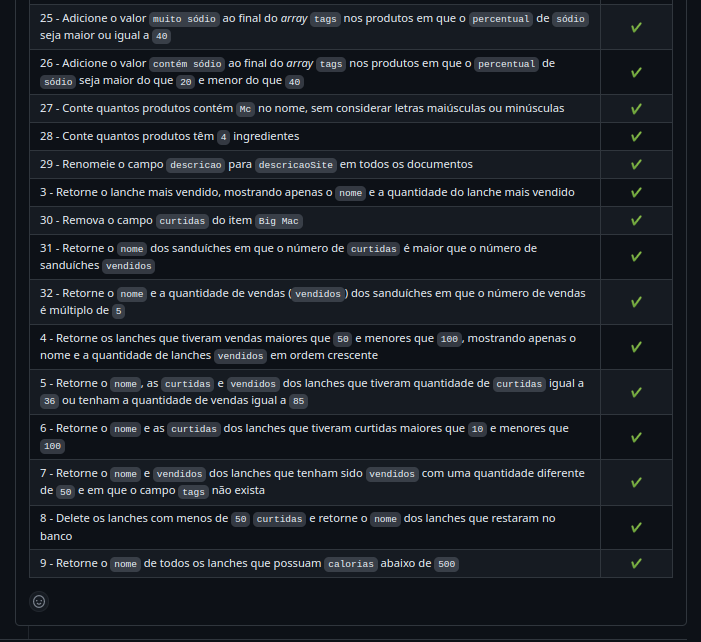 25 - Adicione o valor muito sódio ao final do array tags nos produtos em que o percentual de sódio
seja maior ou igual a 40
26 - Adicione o valor contém sódio ao final do array tags nos produtos em que o percentual de
sódio seja maior do que 20 e menor do que 40
27 - Conte quantos produtos contém Mc no nome, sem considerar letras maiúsculas ou minúsculas
28 - Conte quantos produtos têm 4 ingredientes
29 - Renomeie o campo descricao para descricaoSite em todos os documentos
3 - Retorne o lanche mais vendido, mostrando apenas o nome e a quantidade do lanche mais vendido
30 - Remova o campo curtidas do item Big Mac
31 - Retorne o nome dos sanduíches em que o número de curtidas é maior que o número de
sanduíches vendidos
32 - Retorne o nome e a quantidade de vendas (vendidos) dos sanduíches em que o número de vendas
é múltiplo de 5
4 - Retorne os lanches que tiveram vendas maiores que 50 e menores que 100, mostrando apenas o
nome e a quantidade de lanches vendidos em ordem crescente
5 - Retorne o nome, as curtidas e vendidos dos lanches que tiveram quantidade de curtidas igual a
36 ou tenham a quantidade de vendas igual a 85
6 - Retorne o nome e as curtidas dos lanches que tiveram curtidas maiores que 10 e menores que
100
7 - Retorne o nome e vendidos dos lanches que tenham sido vendidos com uma quantidade diferente
de 50 e em que o campo tags não exista
8 - Delete os lanches com menos de 50 curtidas e retorne o nome dos lanches que restaram no
banco
9 - Retorne o nome de todos os lanches que possuam calorias abaixo de 500